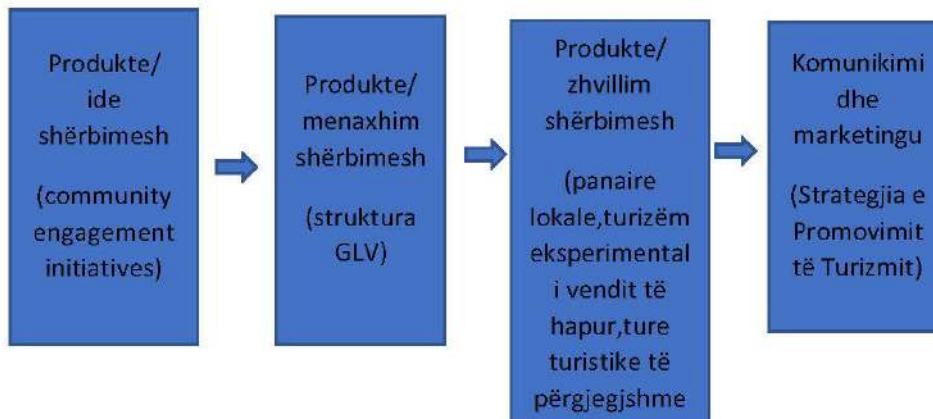 Produkte/
ide
shërbimesh
(community
engagement
initiatives)
Produkte/
menaxhim
shërbimesh
(struktura
GLV)
Produkte/
zhvillim
shërbimesh
(panaire
lokale,turizëm
eksperimental
i vendit të
hapur,ture
turistike të
përgjegjshme
Komunikimi
dhe
marketingu
(Strategjia e
Promovimit
të Turizmit)